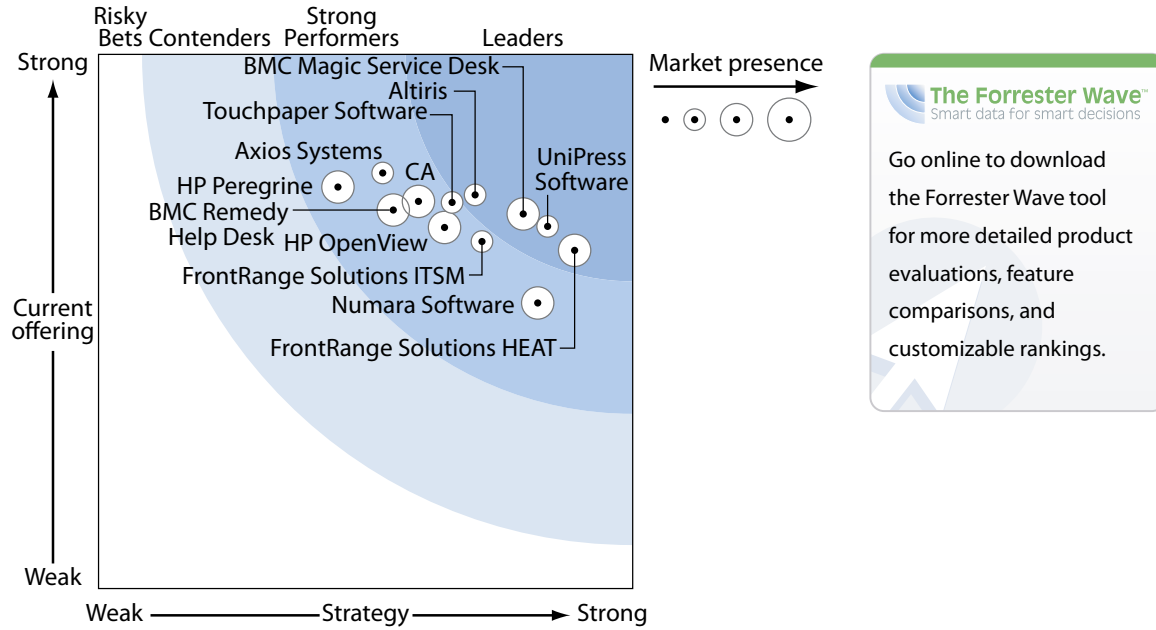 Risky
Bets
Contenders
Strong
Performers
Leaders
Strong
Current
offering
Weak
BMC Magic Service Desk
Altiris
Touchpaper Software
Axios Systems
CA
UniPress
Software
HP Peregrine
BMC Remedy
Help Desk
HP OpenView
FrontRange Solutions ITSM
Numara Software
FrontRange Solutions HEAT
Weak
Strategy
Strong
Market presence
The Forrester Wave™
Smart data for smart decisions
Go online to download
the Forrester Wave tool
for more detailed product
evaluations, feature
comparisons, and
customizable rankings.